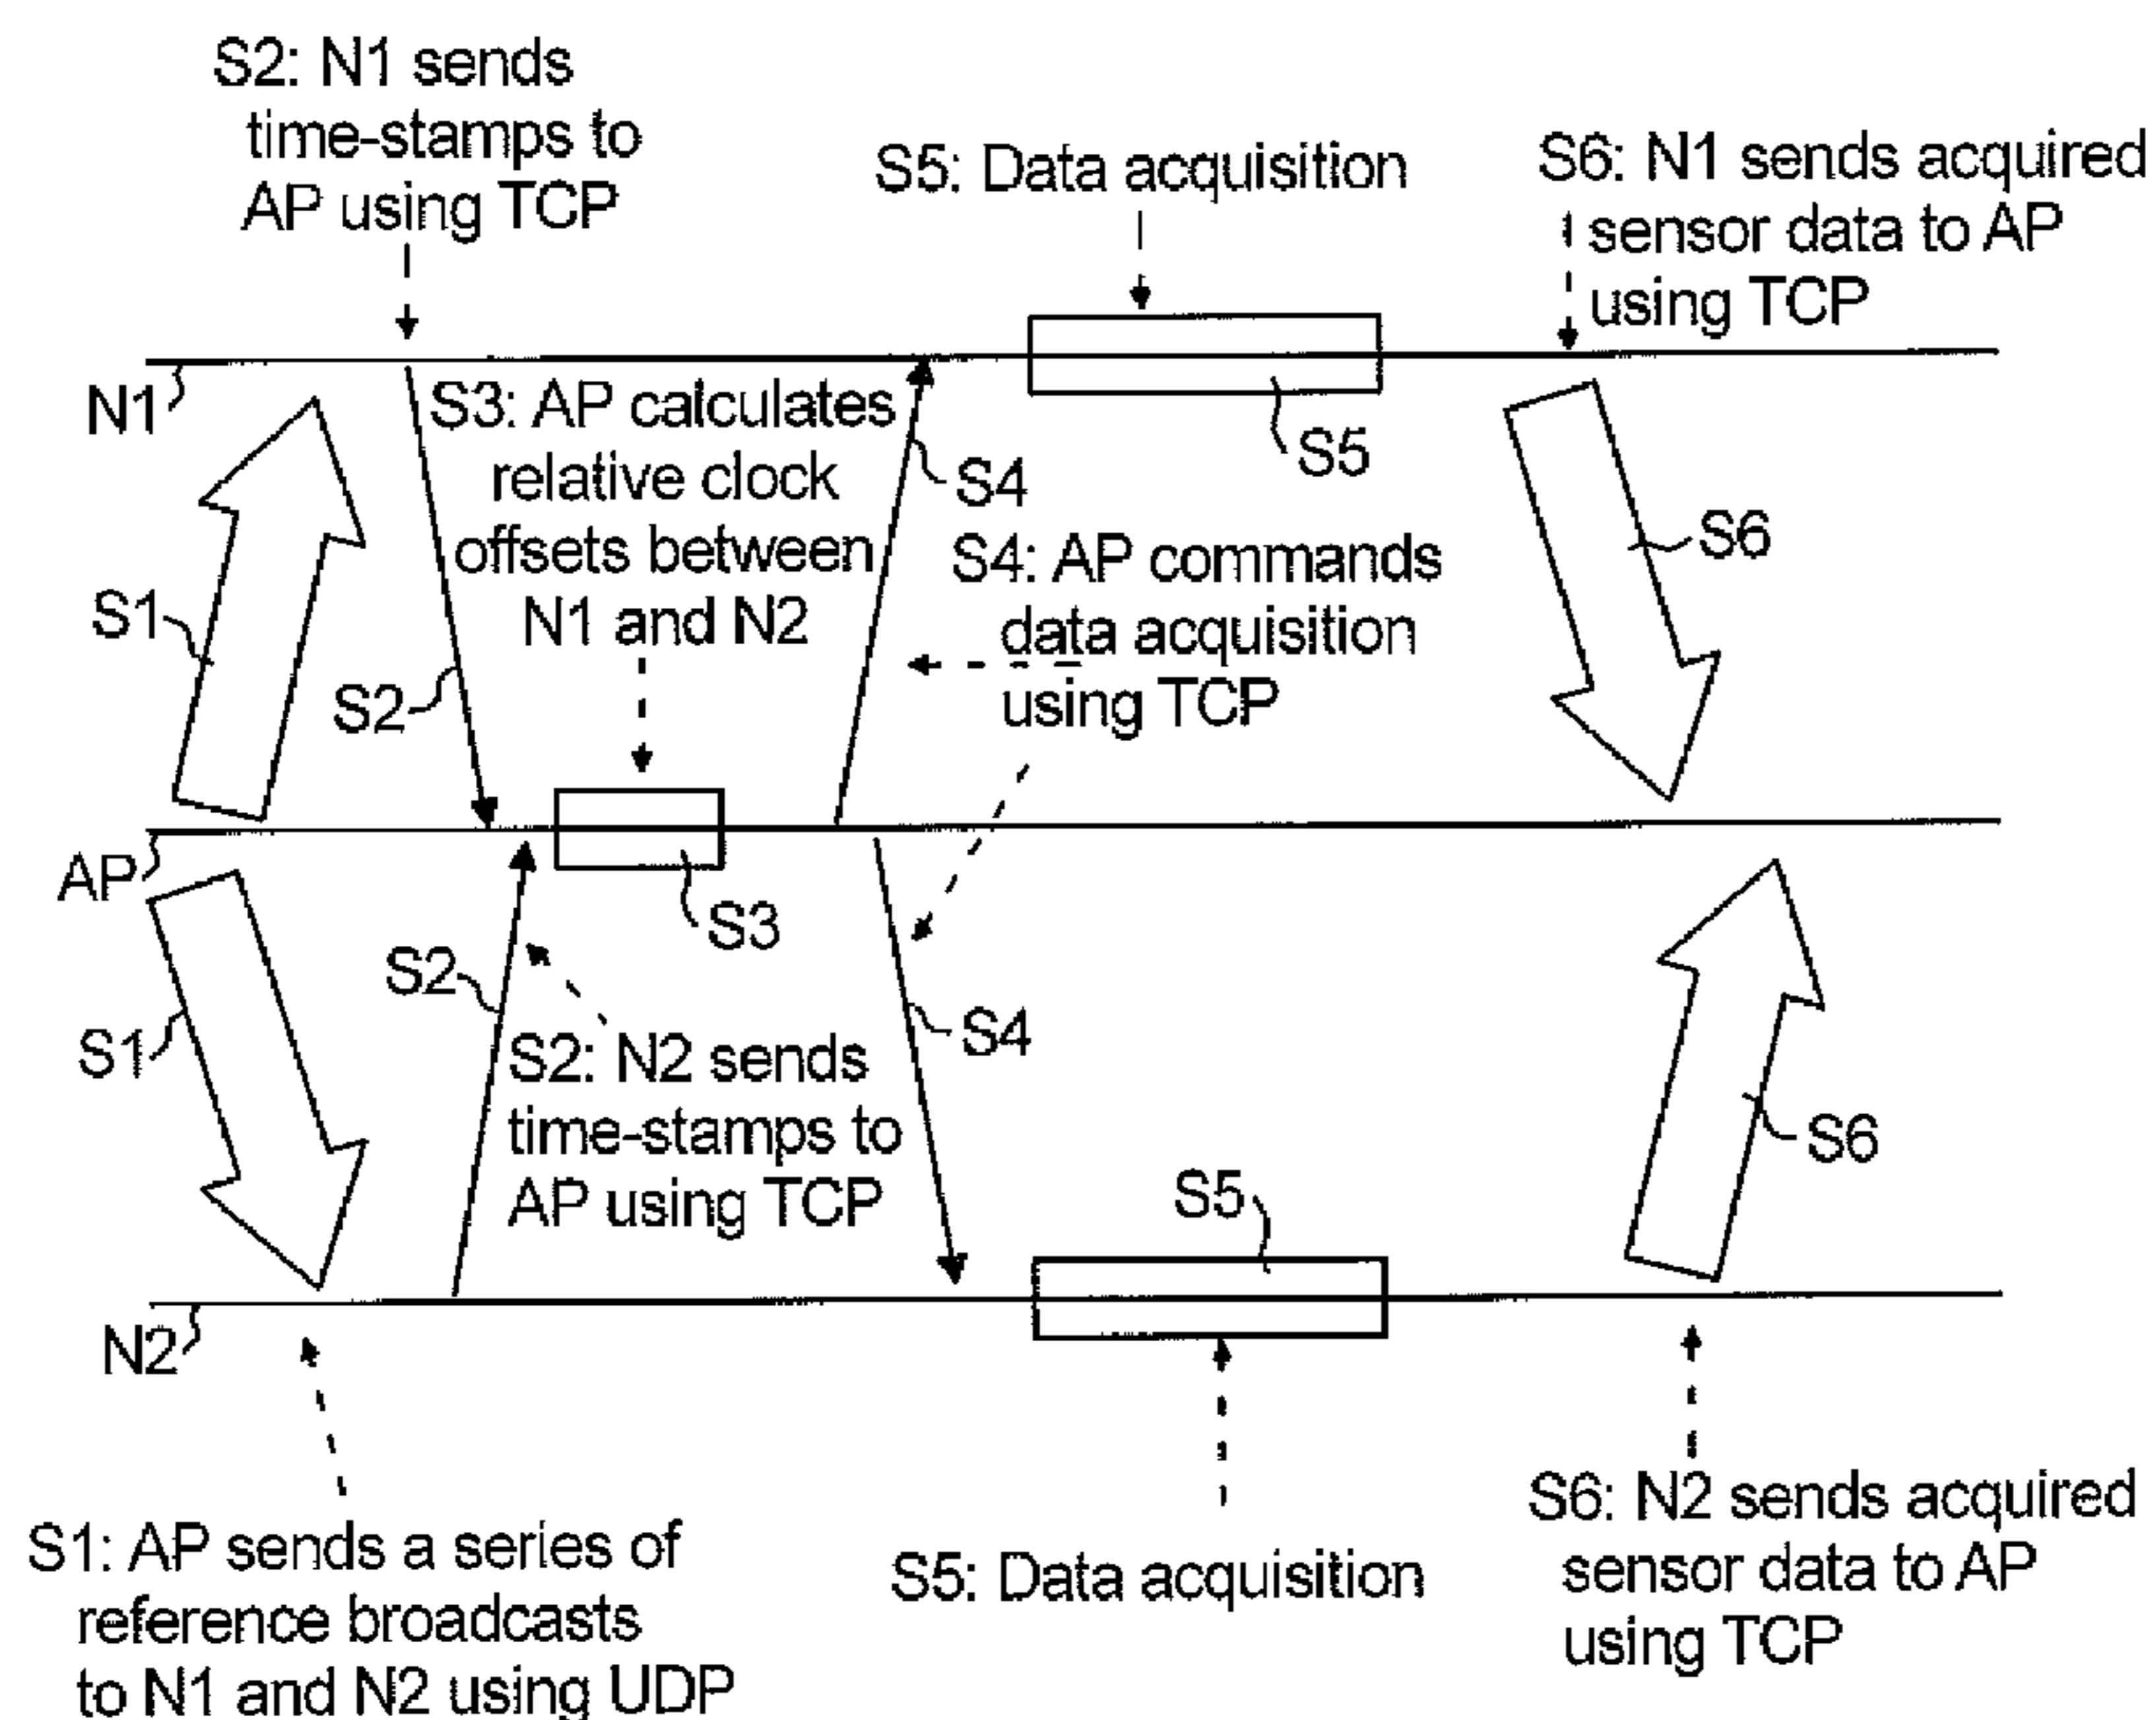 S2: N1 sends
time-stamps to
AP using TCP
S5: Data acquisition
S6: N1 sends acquired
sensor data to AP
using TCP
N1
S3: AP calculates
relative clock
offsets between
N1 and N2
S4
S5
S4: AP commands
data acquisition
using TCP
S6
S1
S2
AP
S3
S2
S1
S4
S2: N2 sends
time-stamps to
AP using TCP
S6
S5
N2
S1: AP sends a series of
reference broadcasts
to N1 and N2 using UDP
S5: Data acquisition
S6: N2 sends acquired
sensor data to AP
using TCP